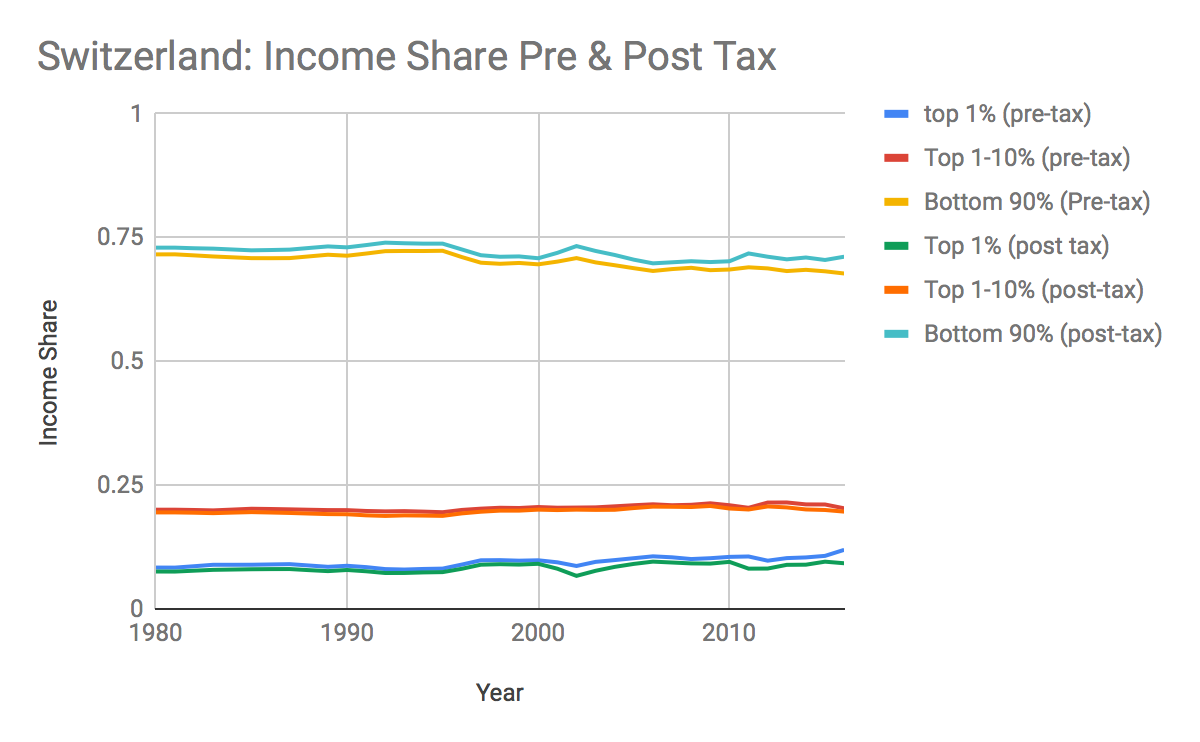 Switzerland: Income Share Pre & Post Tax
1
0.75
0.5
0.25
0
Income Share
1980
1990
2000
2010
Year
top 1% (pre-tax)
Top 1-10% (pre-tax)
Bottom 90% (Pre-tax)
Top 1% (post tax)
Top 1-10% (post-tax)
Bottom 90% (post-tax)